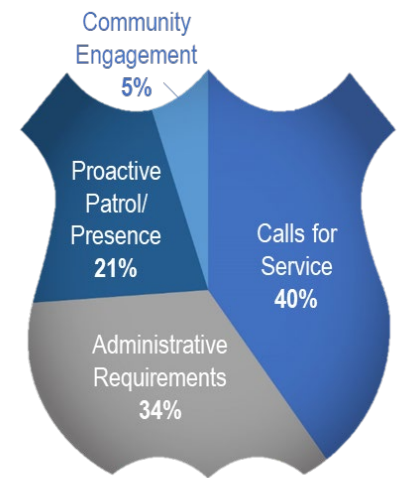 Community
Engagement
5%
Proactive
Patrol/
Presence
21%
Calls for
Service
40%
Administrative
Requirements
34%